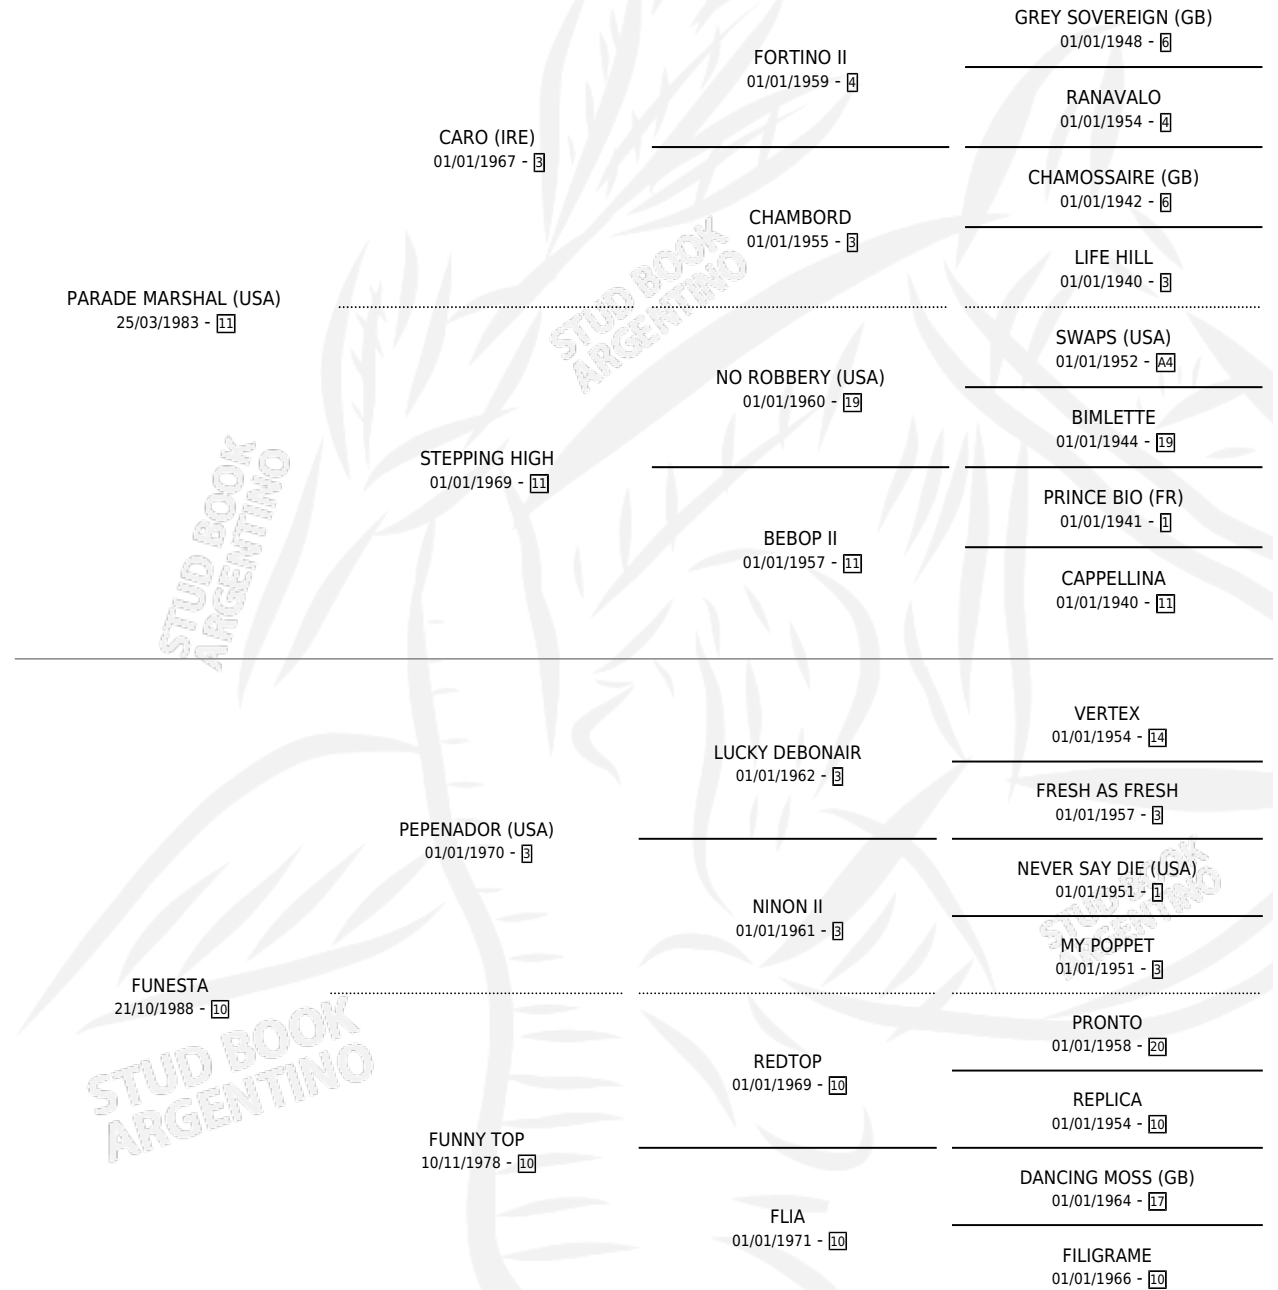 GREY SOVEREIGN (GB)
01/01/1948 - 6
FORTINO II
01/01/1959 - 4
RANAVALO
01/01/1954 - 4
CARO (IRE)
01/01/1967 - 3
CHAMOSSAIRE (GB)
01/01/1942 - 6
CHAMBORD
01/01/1955 - 3
LIFE HILL
01/01/1940 - 3
PARADE MARSHAL (USA)
25/03/1983 - 11
SWAPS (USA)
01/01/1952 - A4
NO ROBBERY (USA)
01/01/1960 - 19
BIMLETTE
01/01/1944 - 19
STEPPING HIGH
01/01/1969 - 11
PRINCE BIO (FR)
01/01/1941 - 1
BEBOP II
01/01/1957 - 11
CAPPELLINA
01/01/1940 - 11
VERTEX
01/01/1954 - 14
LUCKY DEBONAIR
01/01/1962 - 3
FRESH AS FRESH
01/01/1957 - 3
PEPENADOR (USA)
01/01/1970 - 3
NEVER SAY DIE (USA)
01/01/1951 - 1
NINON II
01/01/1961 - 3
MY POPPET
01/01/1951 - 3
FUNESTA
21/10/1988 - 10
PRONTO
01/01/1958 - 20
REDTOP
01/01/1969 - 10
REPLICA
01/01/1954 - 10
FUNNY TOP
10/11/1978 - 10
DANCING MOSS (GB)
01/01/1964 - 17
FLIA
01/01/1971 - 10
FILIGRAME
01/01/1966 - 10
STUD BOOK
ARGENTINO
STUD BOOK
ARGENTINO
STUD BOOK
ARGENTINO
STUD BOOK
ARGENTINO